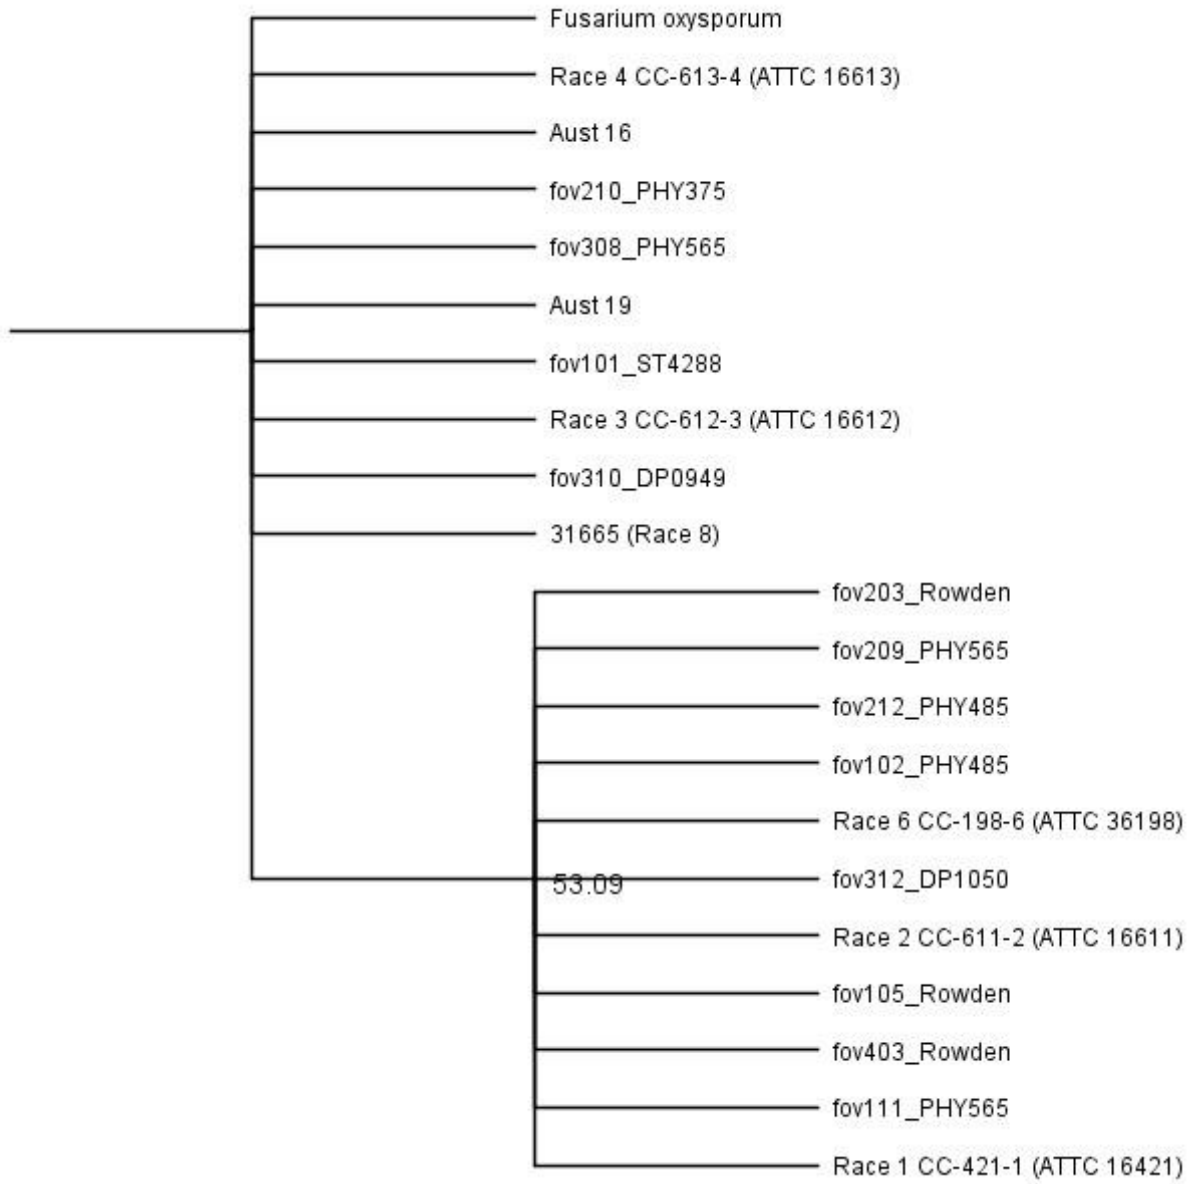 Fusarium oxysporum
Race 4 CC-613-4 (ATTC 16613)
Aust 16
fov210_PHY375
fov308_PHY565
Aust 19
fov101_ST4288
Race 3 CC-612-3 (ATTC 16612)
fov310_DP0949
31665 (Race 8)
fov203_Rowden
fov209_PHY565
fov212_PHY485
fov102_PHY485
Race 6 CC-198-6 (ATTC 36198)
53.09
fov312_DP1050
Race 2 CC-611-2 (ATTC 16611)
fov105_Rowden
fov403_Rowden
fov111_PHY565
Race 1 CC-421-1 (ATTC 16421)